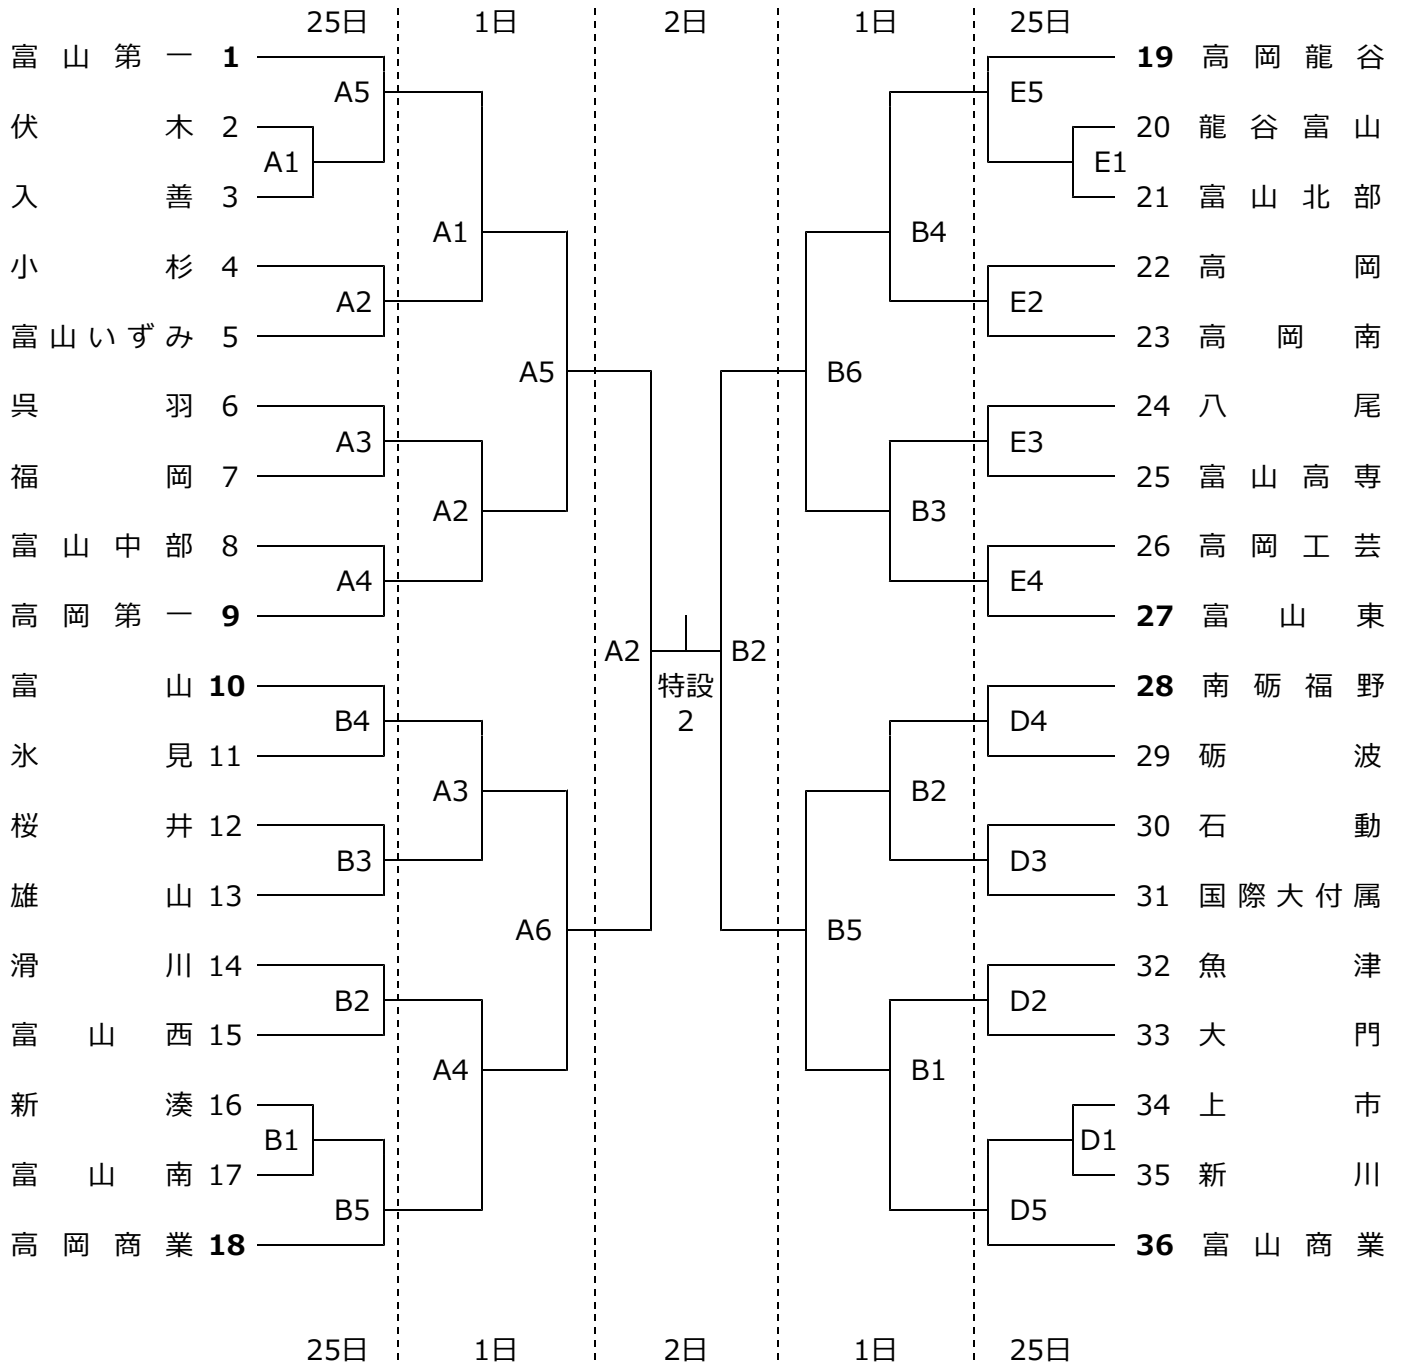 25日 1日 2日 1日 25日
富山第一 1 19 高岡龍谷
A5 E5
伏木 2 20 龍谷富山
A1 E1
入善 3 21 富山北部
A1 B4
小杉 4 22 高岡
A2 E2
富山いずみ 5 23 高岡南
A5 B6
呉羽 6 24 八尾
A3 E3
福岡 7 25 富山高専
A2 B3
富山中部 8 26 高岡工芸
A4 E4
高岡第一 9 27 富山東
A2 B2
富山 10 特設 28 南砺福野
B4 2 D4
氷見 11 29 砺波
A3 B2
桜井 12 30 石動
B3 D3
雄山 13 31 国際大付属
A6 B5
滑川 14 32 魚津
B2 D2
富山西 15 33 大門
A4 B1
新湊 16 34 上市
B1 D1
富山南 17 35 新川
B5 D5
高岡商業 18 36 富山商業
25日 1日 2日 1日 25日